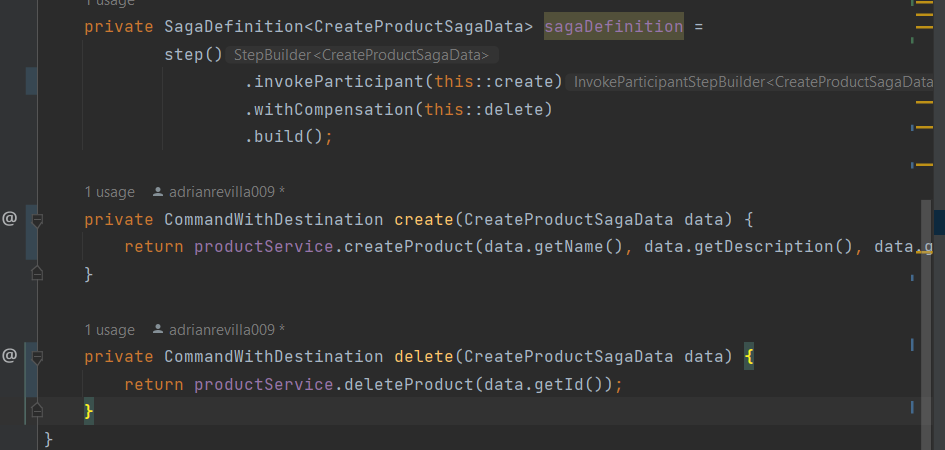 1 usage
private SagaDefinition<CreateProductSagaData> sagaDefinition =
step() StepBuilder<CreateProductSagaData>
.invokeParticipant(this::create) InvokeParticipantStepBuilder<CreateProductSagaData
.withCompensation(this::delete)
.build();
1 usage adrianrevilla009 *
@ private CommandWithDestination create(CreateProductSagaData data) {
return productService.createProduct(data.getName(), data.getDescription(), data.g
}
1 usage adrianrevilla009 *
@ private CommandWithDestination delete(CreateProductSagaData data) {
return productService.deleteProduct(data.getId());
}
}